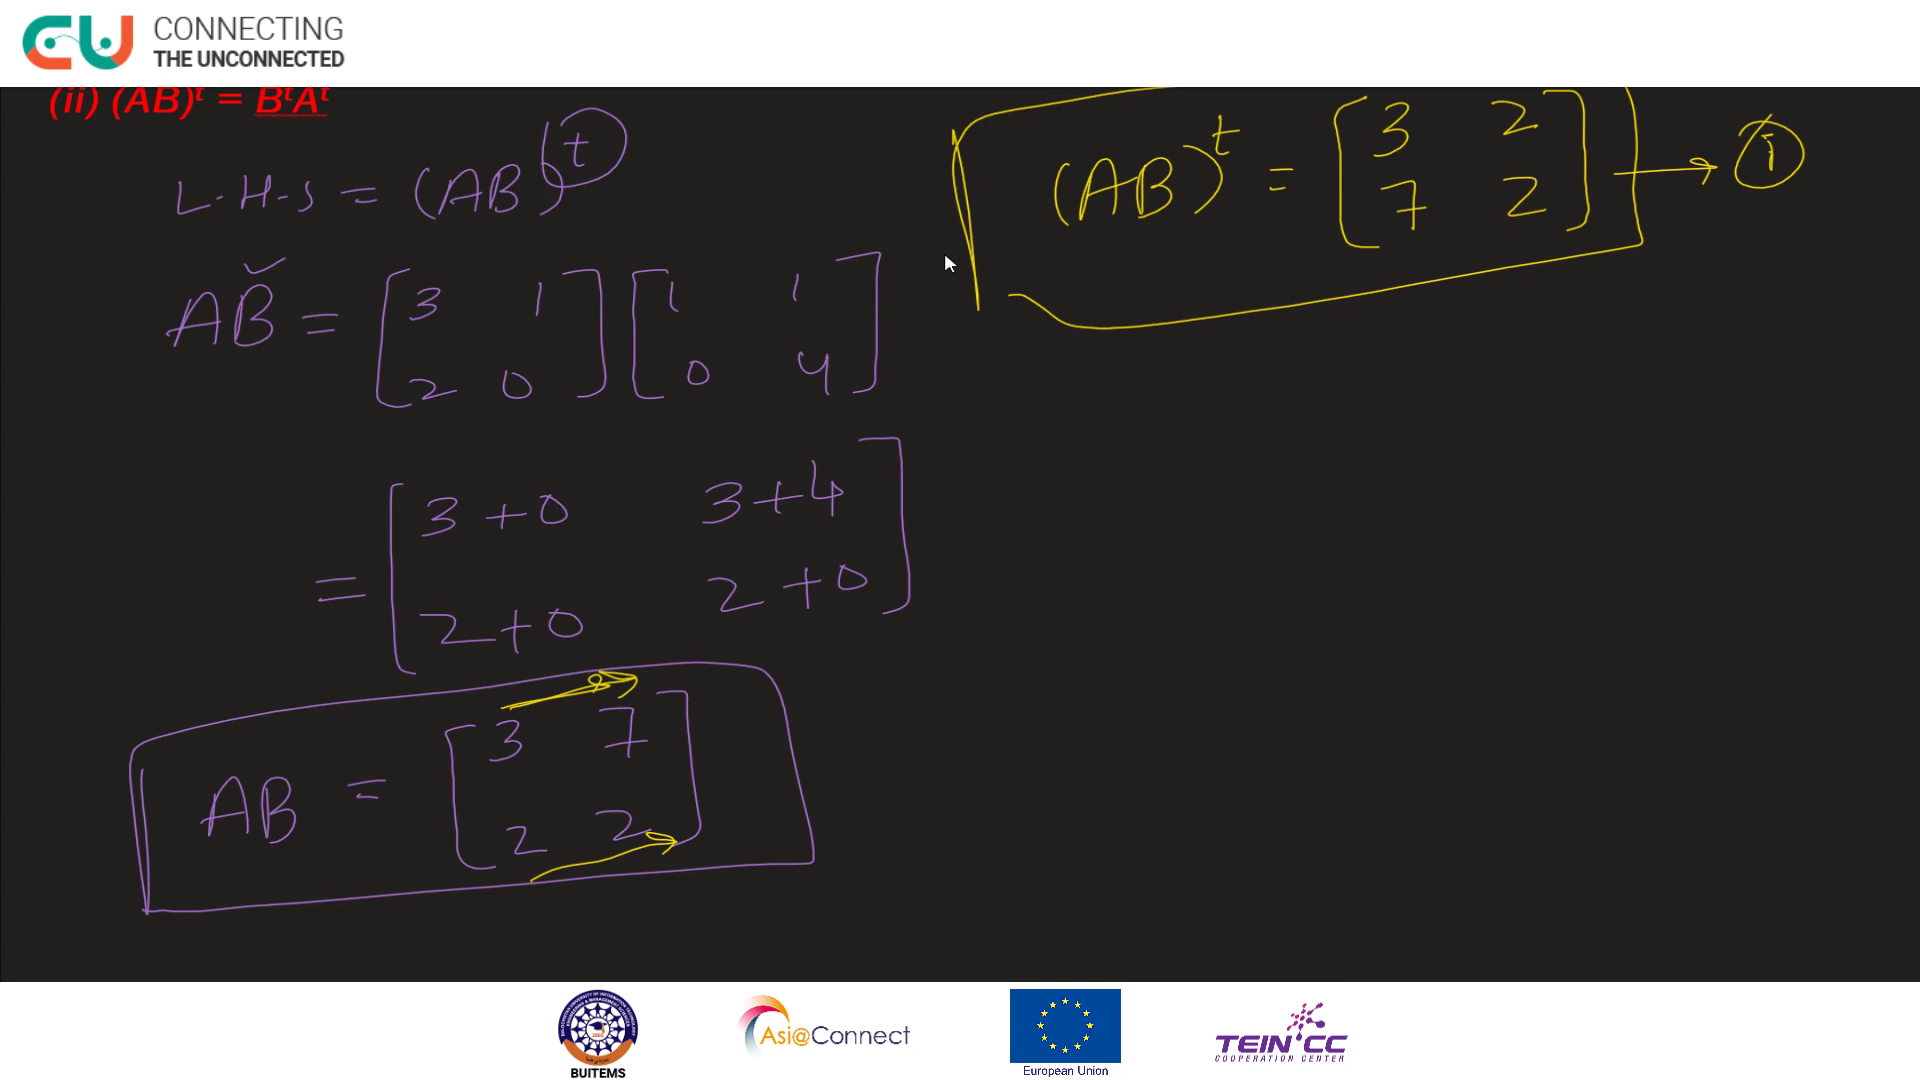 CONNECTING
THE UNCONNECTED
(ii) (AB)ᵗ = BᵗAᵗ
L.H.S = (AB)ᵗ
AB = [3 1] [1 1]
[2 0] [0 4]
= [3+0 3+4]
[2+0 2+0]
AB = [3 7]
[2 2]
(AB)ᵗ = [3 2] → (i)
[7 2]
BUITEMS
Asi@Connect
European Union
TEIN*CC
COOPERATION CENTER